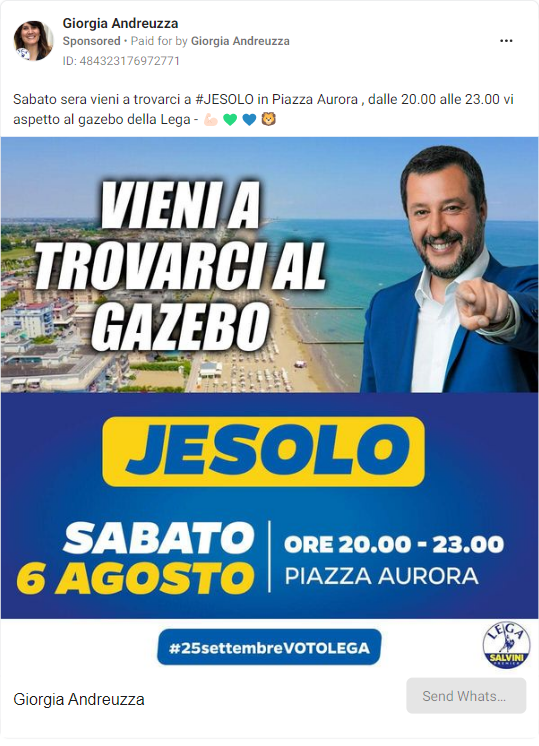 Giorgia Andreuzza
Sponsored • Paid for by Giorgia Andreuzza
ID: 484323176972771
Sabato sera vieni a trovarci a #JESOLO in Piazza Aurora , dalle 20.00 alle 23.00 vi
aspetto al gazebo della Lega - 💪🏻 💚 💙 🦁
VIENI A
TROVARCI AL
GAZEBO
JESOLO
SABATO
6 AGOSTO
ORE 20.00 - 23.00
PIAZZA AURORA
#25settembreVOTOLEGA
LEGA
SALVINI
PREMIER
Giorgia Andreuzza
Send Whats...